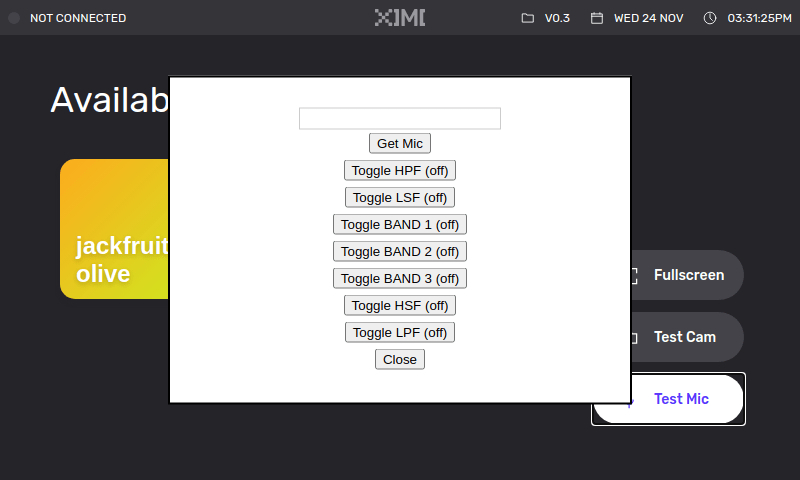 NOT CONNECTED
V0.3
WED 24 NOV
03:31:25PM
Availab
jackfruit
olive
Get Mic
Toggle HPF (off)
Toggle LSF (off)
Toggle BAND 1 (off)
Toggle BAND 2 (off)
Toggle BAND 3 (off)
Toggle HSF (off)
Toggle LPF (off)
Close
Fullscreen
Test Cam
Test Mic